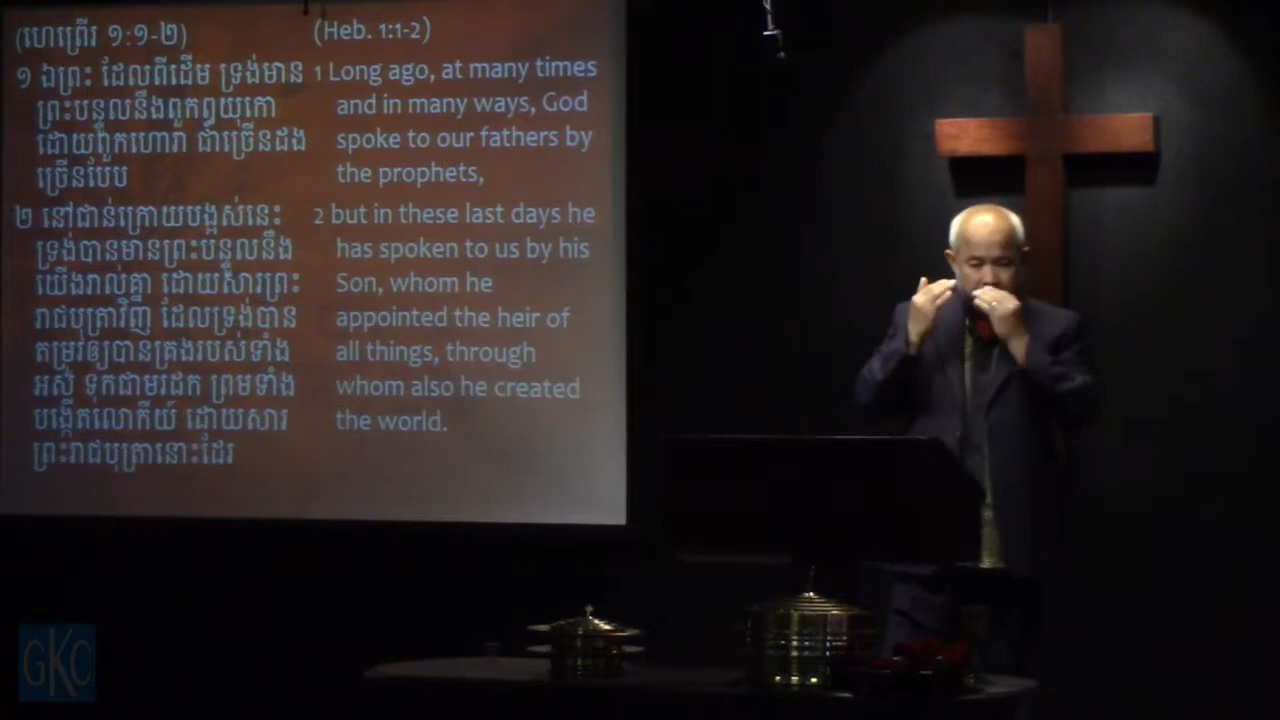 (ហេព្រើរ ១:១-២)
១ ឯព្រះ ដែលពីដើម ទ្រង់មាន
ព្រះបន្ទូលនឹងពួកឰយុកោ
ដោយពួកហោរា ជាច្រើនដង
ច្រើនបែប
២ នៅជាន់ក្រោយបង្អស់នេះ
ទ្រង់បានមានព្រះបន្ទូលនឹង
យើងរាល់គ្នា ដោយសារព្រះ
រាជបុត្រាវិញ ដែលទ្រង់បាន
តម្រូវឲ្យបានគ្រងរបស់ទាំង
អស់ ទុកជាមរដក ព្រមទាំង
បង្កើតលោកីយ៍ ដោយសារ
ព្រះរាជបុត្រានោះដែរ
(Heb. 1:1-2)
1 Long ago, at many times
and in many ways, God
spoke to our fathers by
the prophets,
2 but in these last days he
has spoken to us by his
Son, whom he
appointed the heir of
all things, through
whom also he created
the world.
GKC